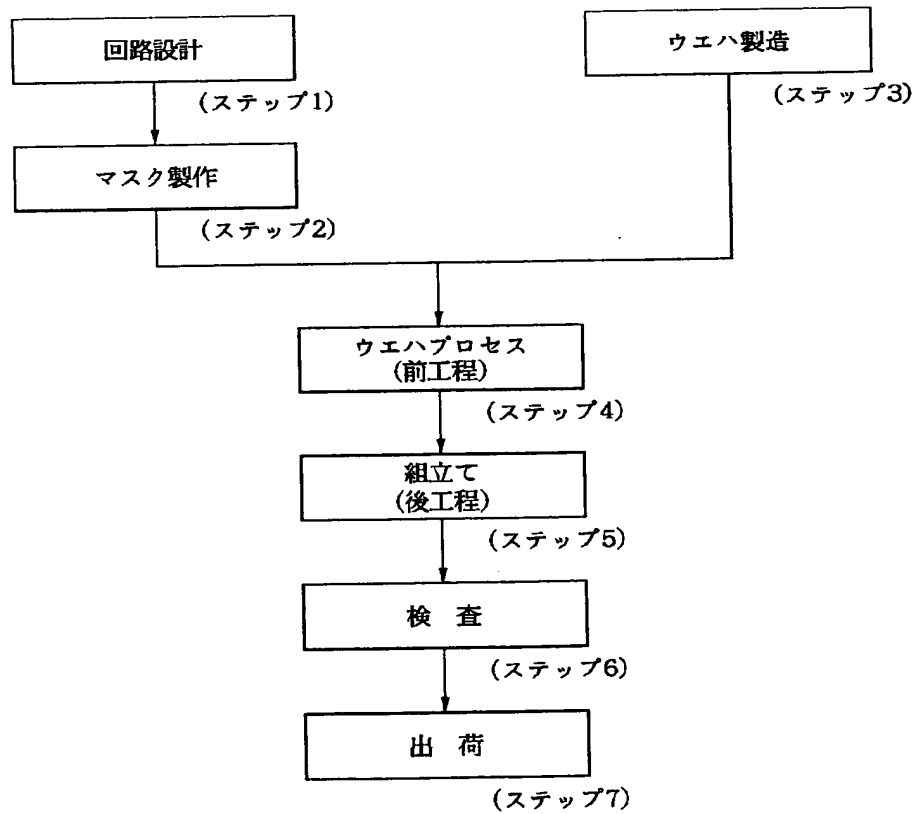 回路設計
(ステップ1)
マスク製作
(ステップ2)
ウエハ製造
(ステップ3)
ウエハプロセス
(前工程)
(ステップ4)
組立て
(後工程)
(ステップ5)
検 査
(ステップ6)
出 荷
(ステップ7)